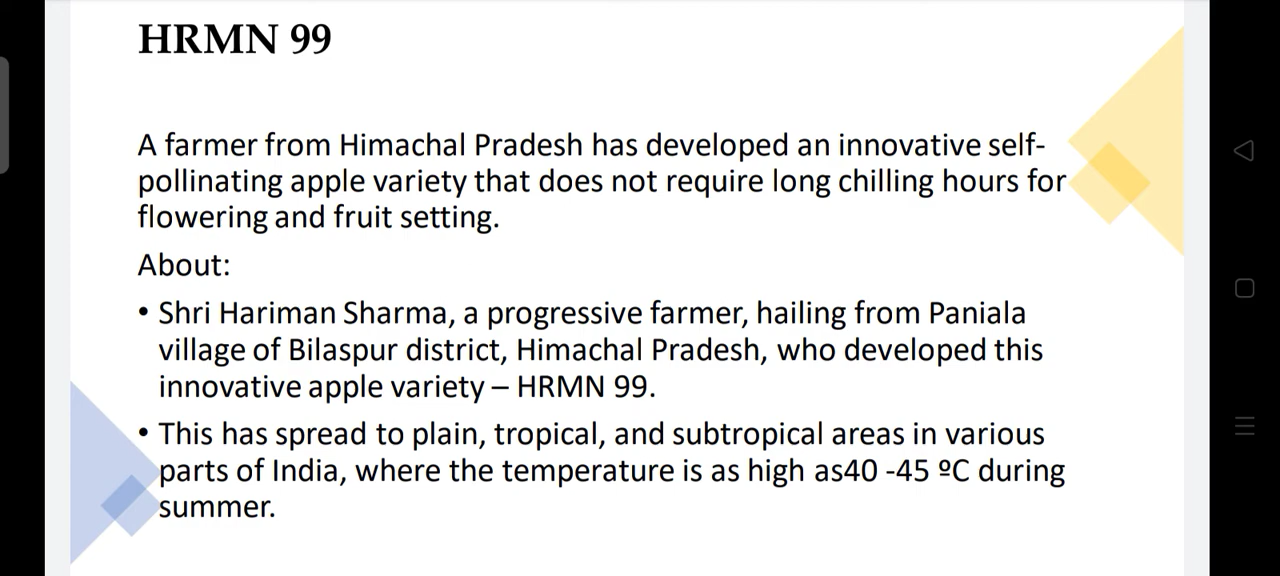 HRMN 99
A farmer from Himachal Pradesh has developed an innovative self-
pollinating apple variety that does not require long chilling hours for
flowering and fruit setting.
About:
• Shri Hariman Sharma, a progressive farmer, hailing from Paniala
village of Bilaspur district, Himachal Pradesh, who developed this
innovative apple variety – HRMN 99.
• This has spread to plain, tropical, and subtropical areas in various
parts of India, where the temperature is as high as40 -45 ºC during
summer.